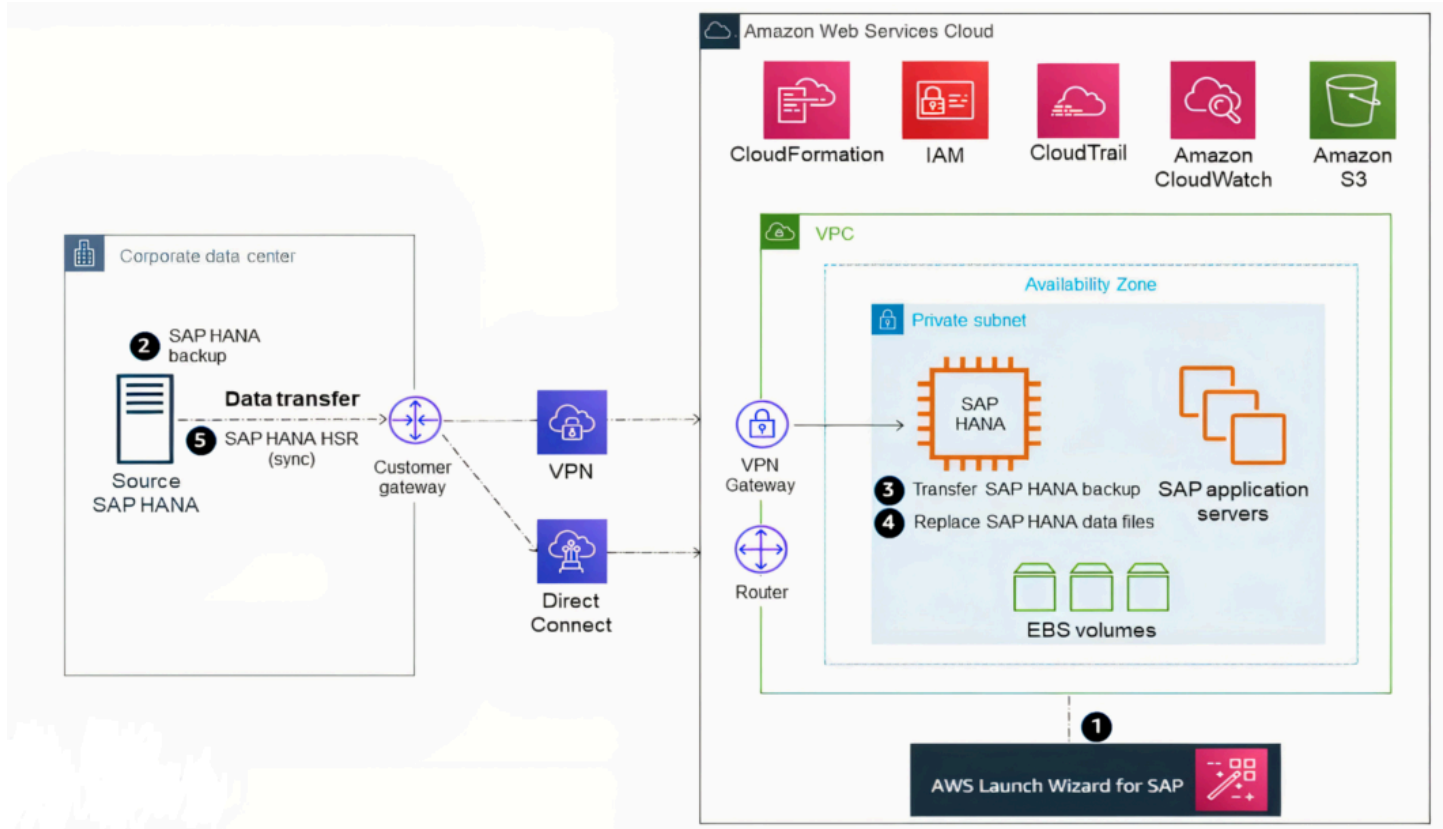 Amazon Web Services Cloud
CloudFormation
IAM
CloudTrail
Amazon
CloudWatch
Amazon
S3
VPC
Corporate data center
Availability Zone
Private subnet
2
SAP HANA
backup
Data transfer
5
SAP HANA HSR
(sync)
Source
SAP HANA
Customer
gateway
VPN
Direct
Connect
VPN
Gateway
Router
SAP
HANA
3
Transfer SAP HANA backup
4
Replace SAP HANA data files
SAP application
servers
EBS volumes
1
AWS Launch Wizard for SAP